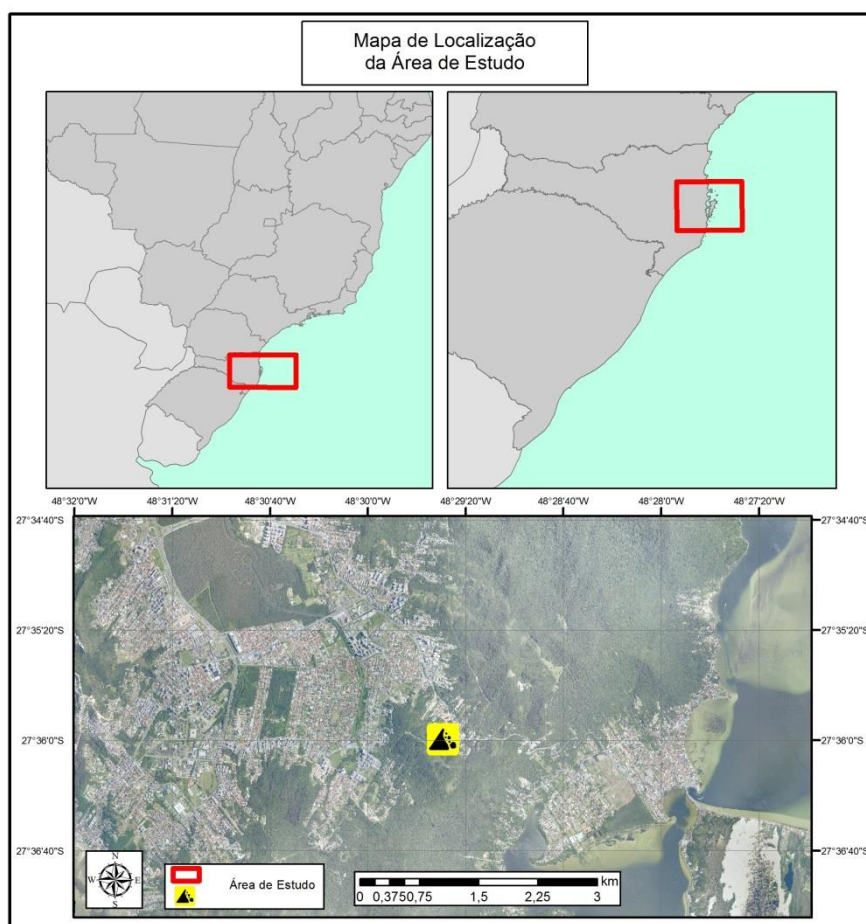 Mapa de Localização
da Área de Estudo
48°32'0"W 48°31'20"W 48°30'40"W 48°30'0"W 48°29'20"W 48°28'40"W 48°28'0"W 48°27'20"W
27°34'40"S 27°34'40"S
27°35'20"S 27°35'20"S
27°36'0"S 27°36'0"S
27°36'40"S 27°36'40"S
N
W E
S
Área de Estudo
km
0 0,375 0,75 1,5 2,25 3